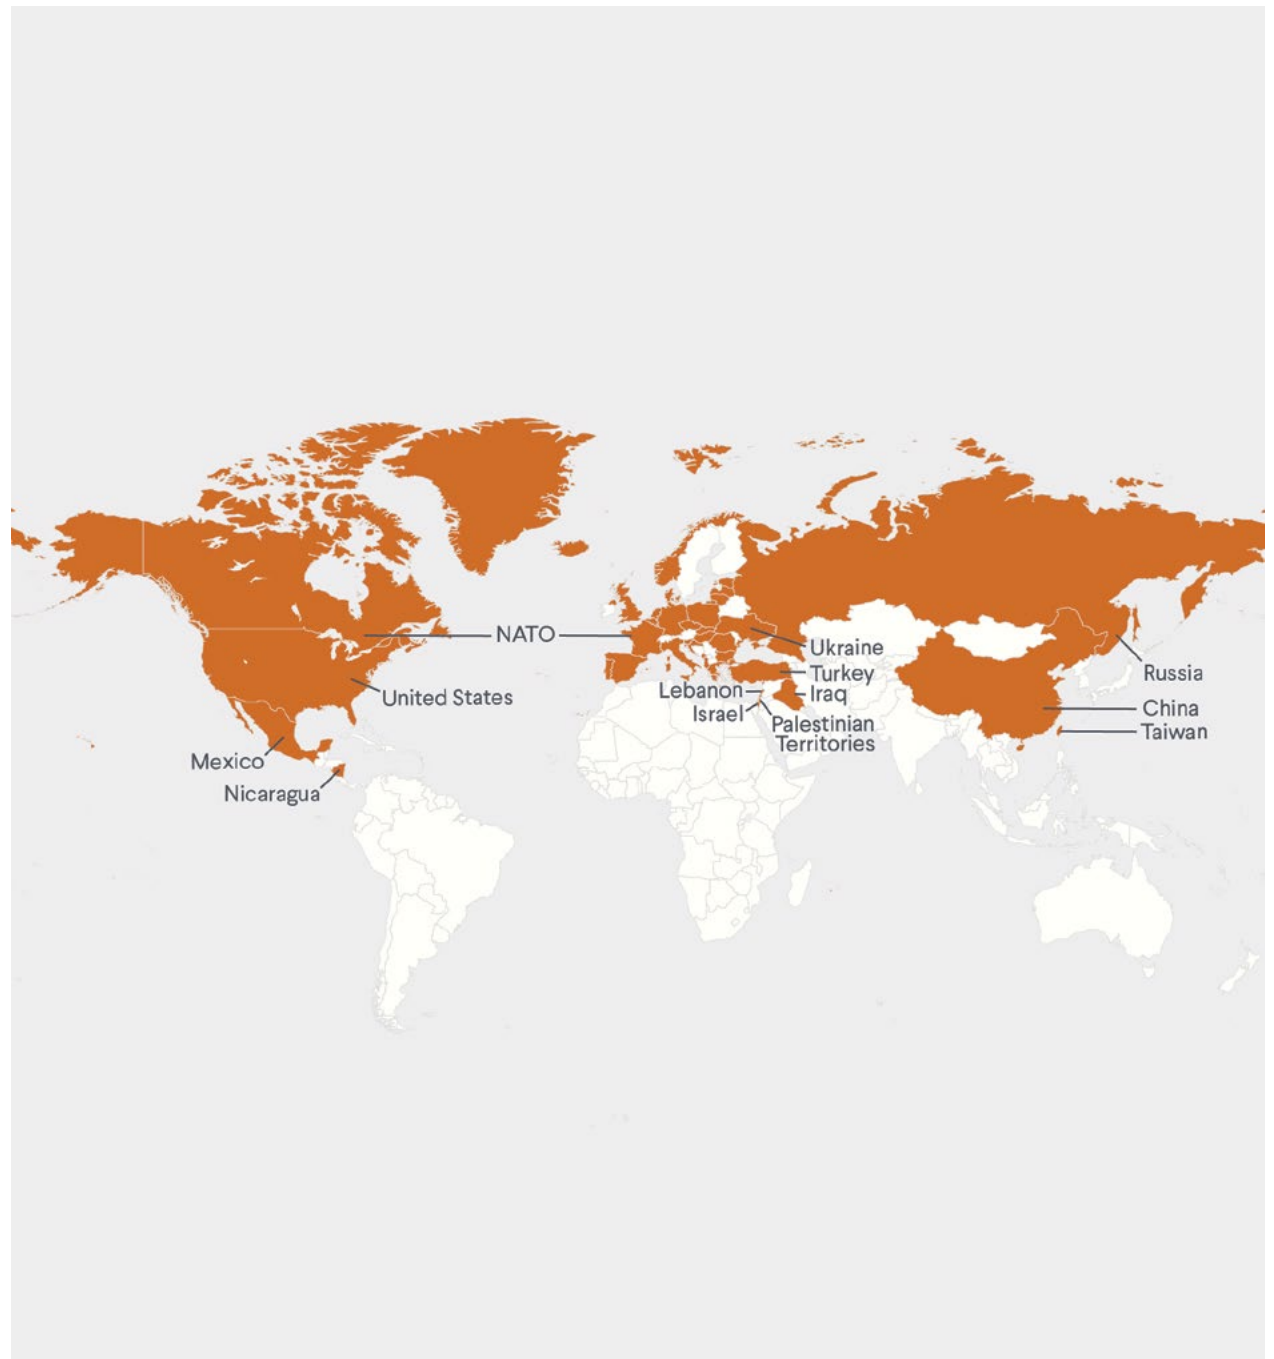 NATO
Ukraine
Turkey
Russia
Lebanon
Iraq
United States
China
Israel
Palestinian
Territories
Taiwan
Mexico
Nicaragua